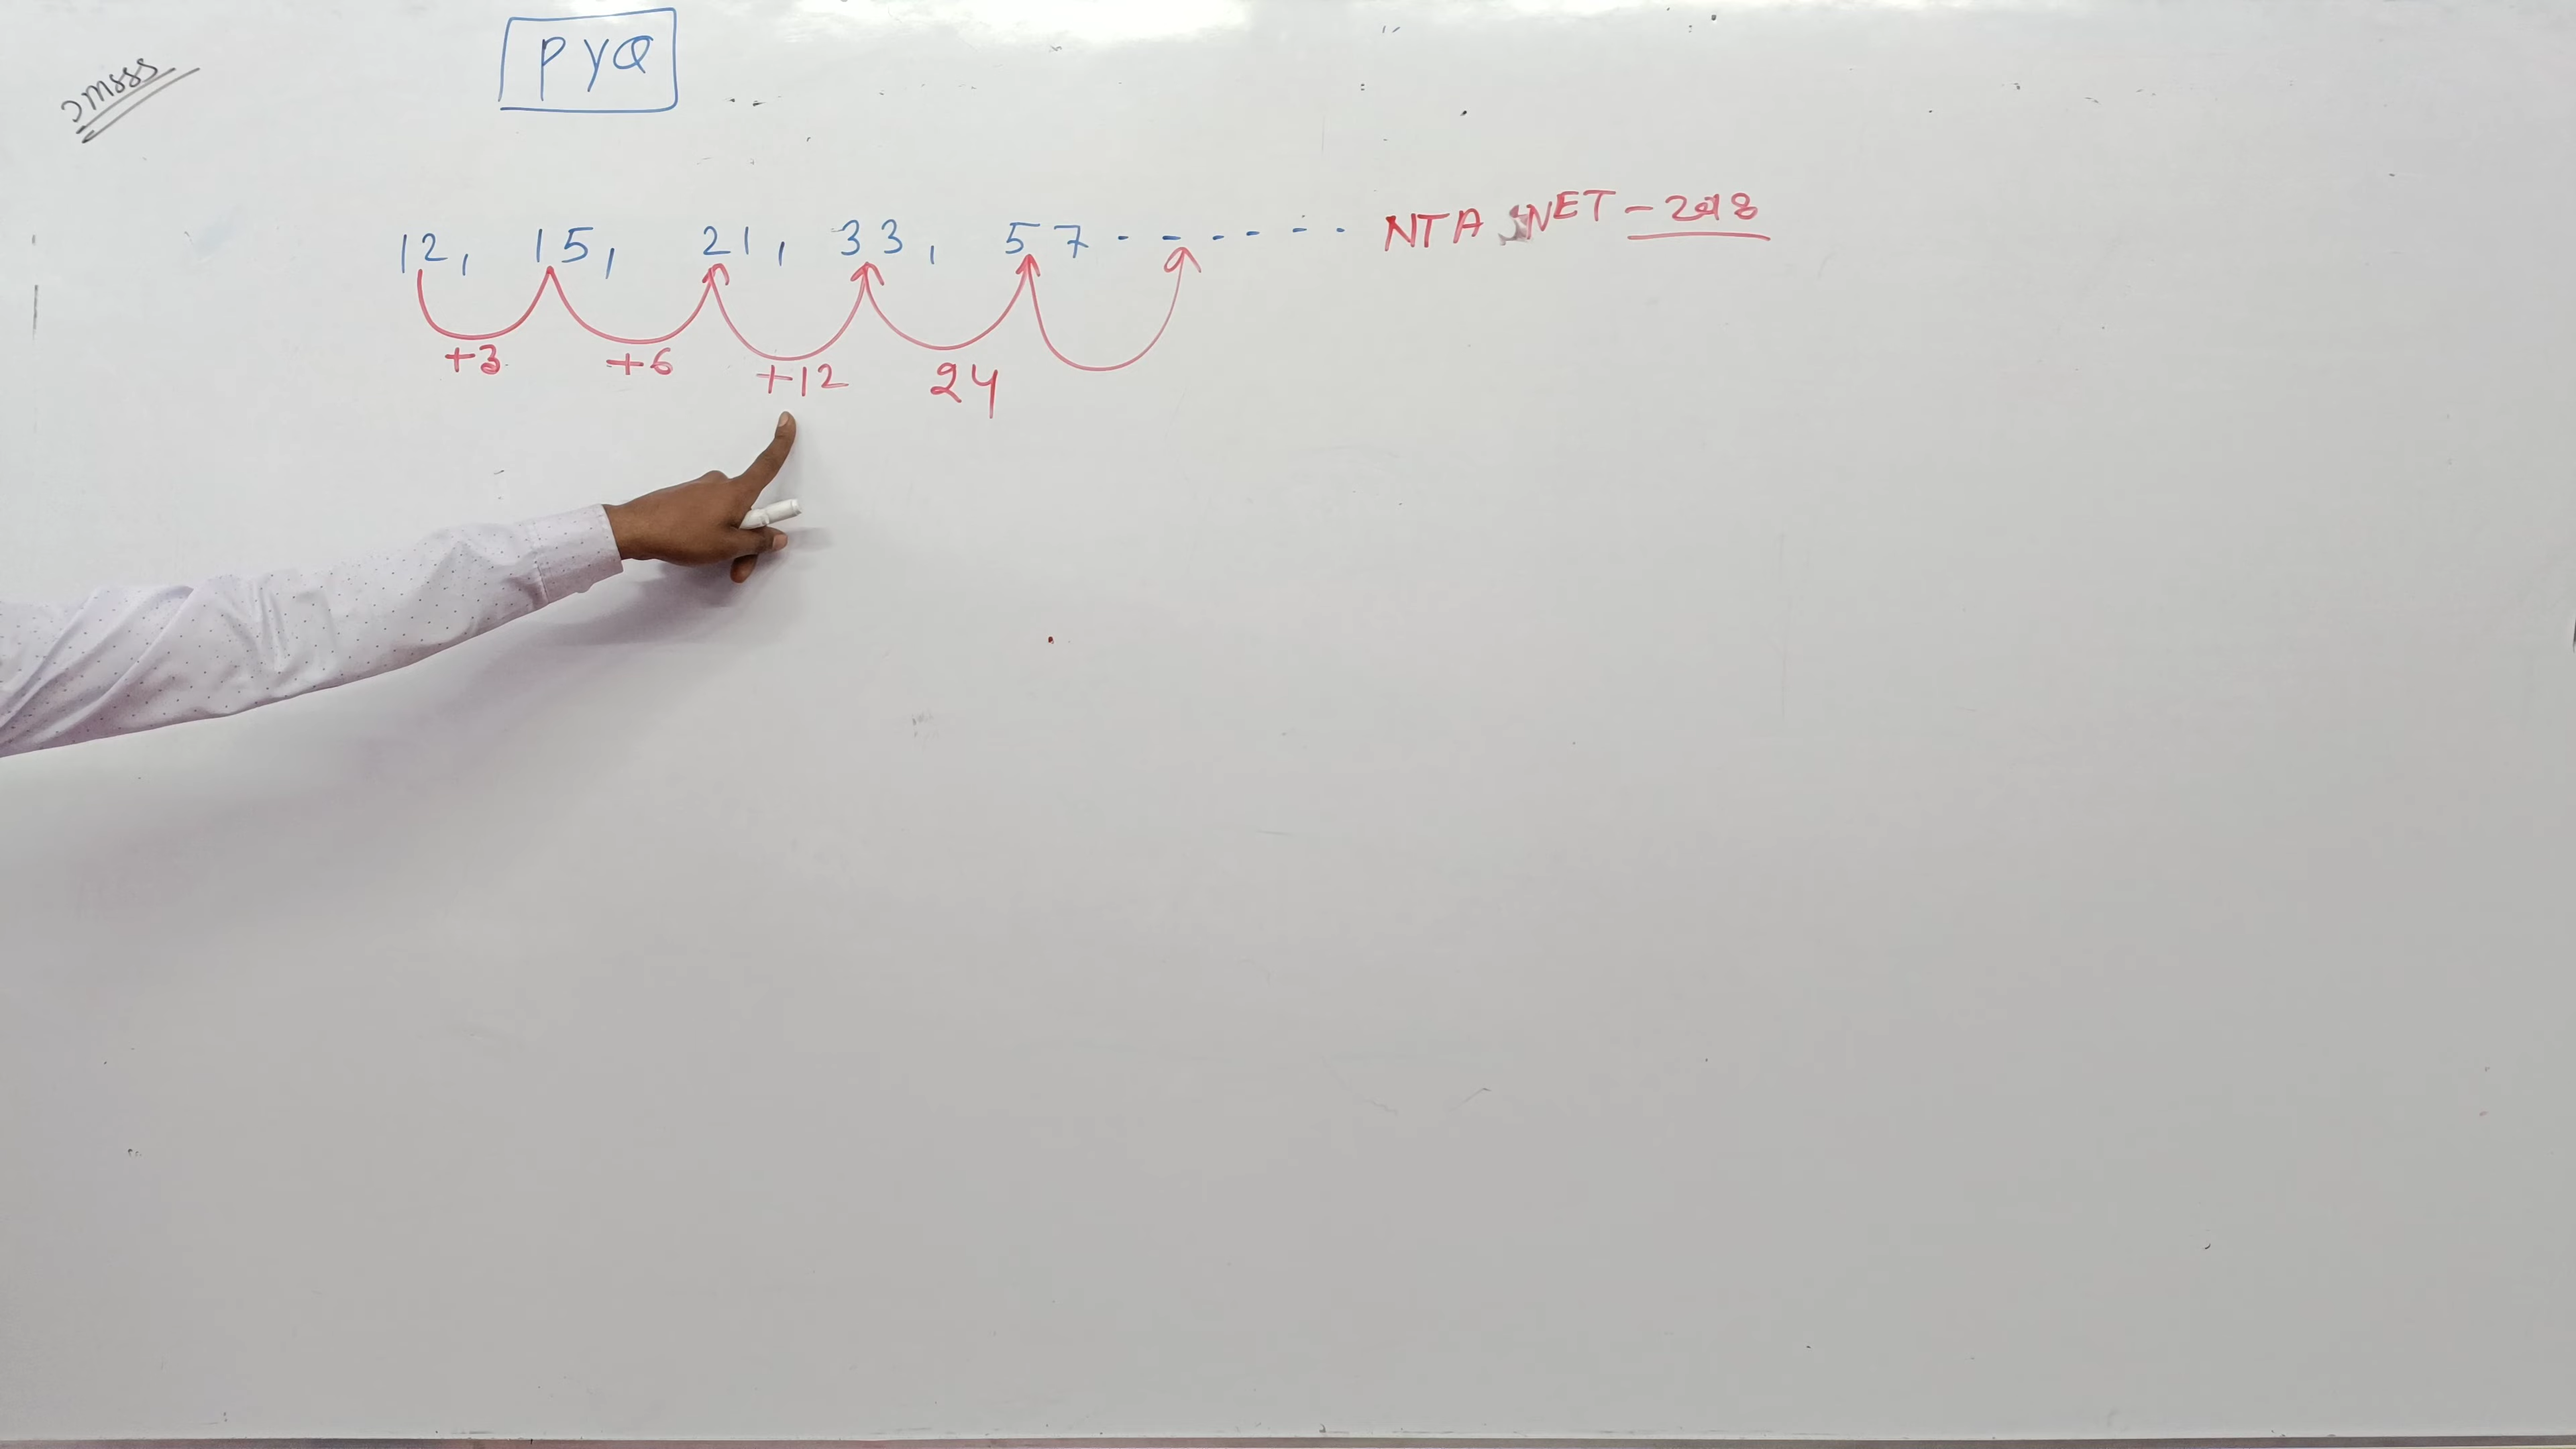 PYQ
12, 15, 21, 33, 57 - - - - - - - NTA NET - 2018
+3 +6 +12 24